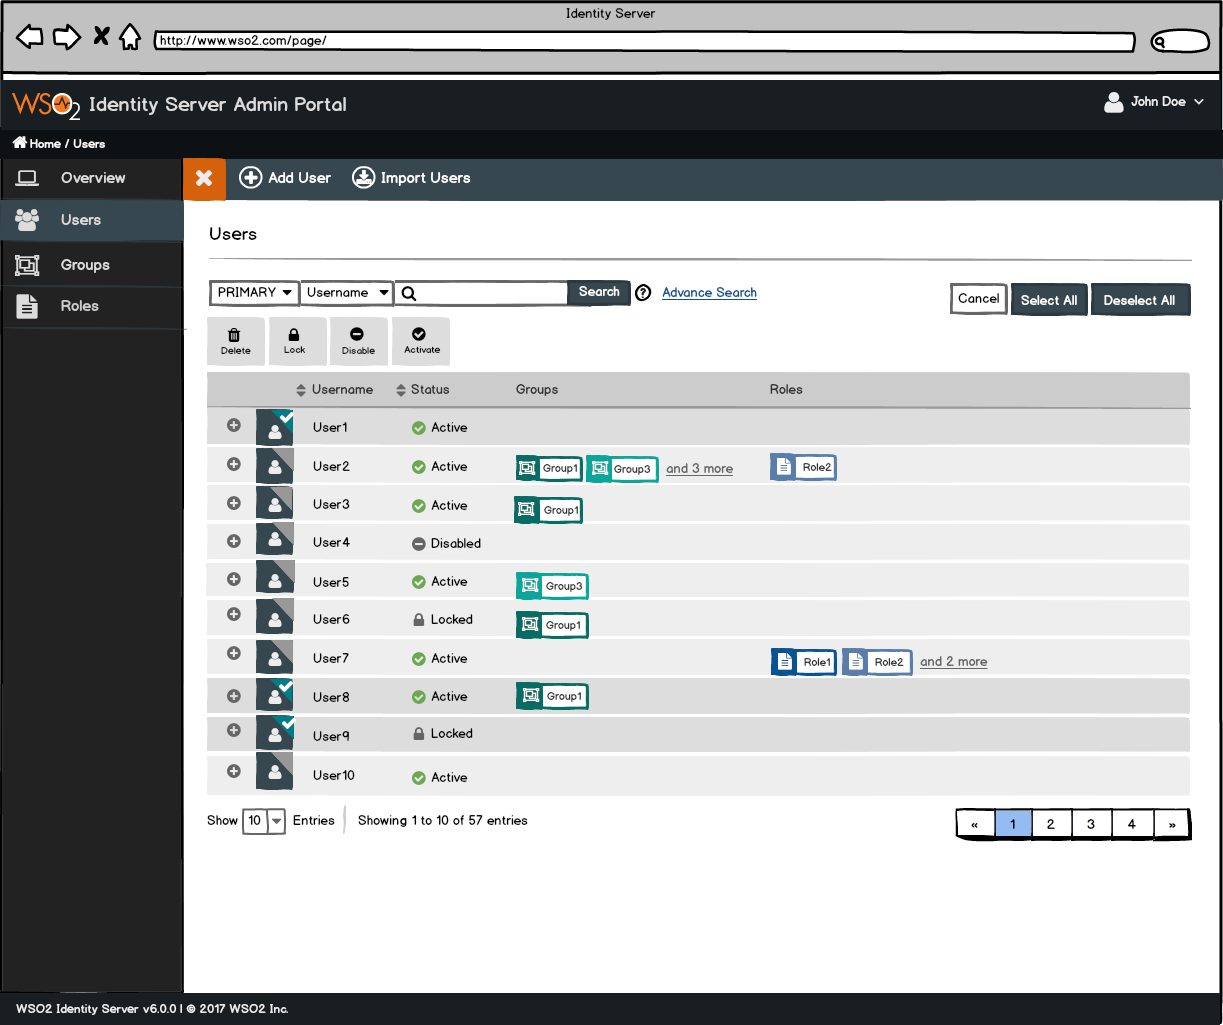 Identity Server
http://www.wso2.com/page/
WSO2 Identity Server Admin Portal
John Doe
Home / Users
Overview
Users
Groups
Roles
Add User
Import Users
Users
PRIMARY
Username
Search
?
Advance Search
Cancel
Select All
Deselect All
Delete
Lock
Disable
Activate
Username Status Groups Roles
User1 Active
User2 Active Group1 Group3 and 3 more Role2
User3 Active Group1
User4 Disabled
User5 Active Group3
User6 Locked Group1
User7 Active Role1 Role2 and 2 more
User8 Active Group1
User9 Locked
User10 Active
Show 10 Entries Showing 1 to 10 of 57 entries
« 1 2 3 4 »
WSO2 Identity Server v6.0.0 | © 2017 WSO2 Inc.